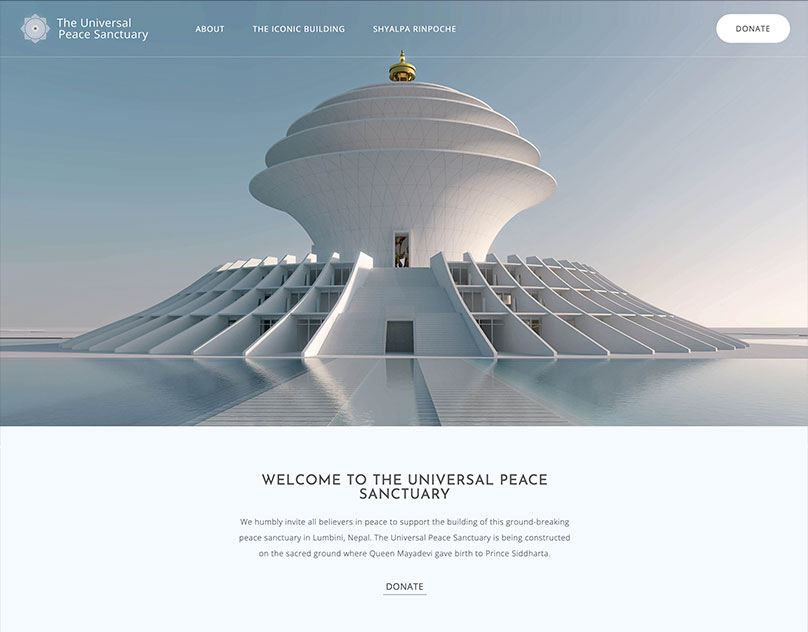 The Universal
Peace Sanctuary
ABOUT THE ICONIC BUILDING SHYALPA RINPOCHE
DONATE
WELCOME TO THE UNIVERSAL PEACE
SANCTUARY
We humbly invite all believers in peace to support the building of this ground-breaking
peace sanctuary in Lumbini, Nepal. The Universal Peace Sanctuary is being constructed
on the sacred ground where Queen Mayadevi gave birth to Prince Siddharta.
DONATE